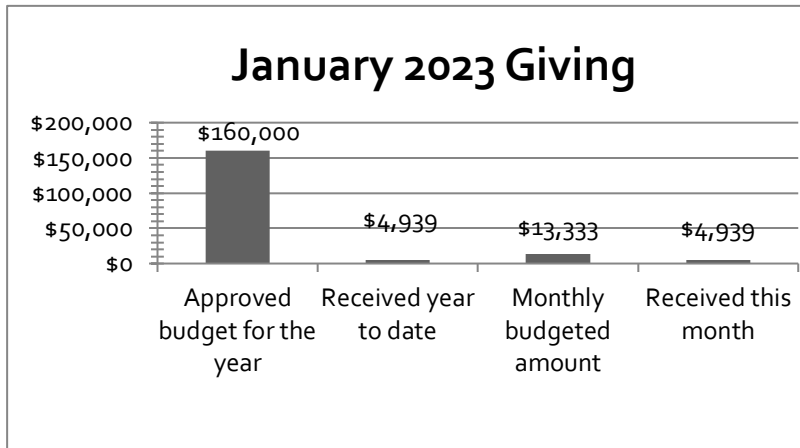 January 2023 Giving
$200,000
$150,000
$100,000
$50,000
$0
$160,000
$4,939
$13,333
$4,939
Approved
budget for the
year
Received year
to date
Monthly
budgeted
amount
Received this
month